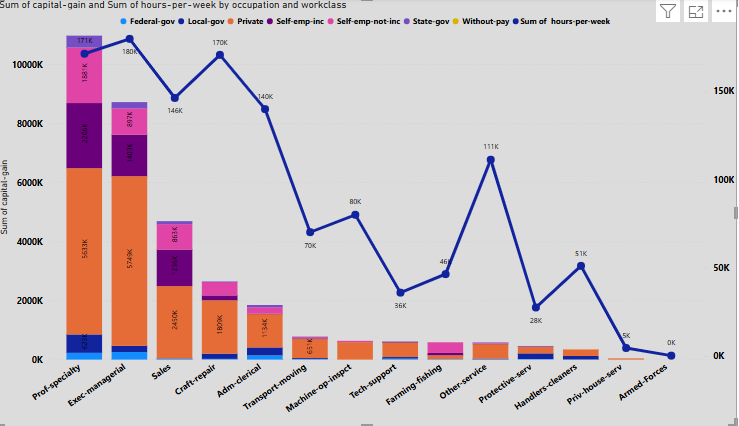 Sum of capital-gain and Sum of hours-per-week by occupation and workclass
Federal-gov Local-gov Private Self-emp-inc Self-emp-not-inc State-gov Without-pay Sum of hours-per-week
Sum of capital-gain
10000K
8000K
6000K
4000K
2000K
0K
150K
100K
50K
0K
171K
1881K
2200K
5633K
180K
897K
5749K
146K
863K
2450K
170K
1809K
140K
1134K
70K
651K
80K
36K
46K
111K
28K
51K
5K
0K
Prof-specialty
Exec-managerial
Sales
Craft-repair
Adm-clerical
Transport-moving
Machine-op-inspct
Tech-support
Farming-fishing
Other-service
Protective-serv
Handlers-cleaners
Priv-house-serv
Armed-Forces